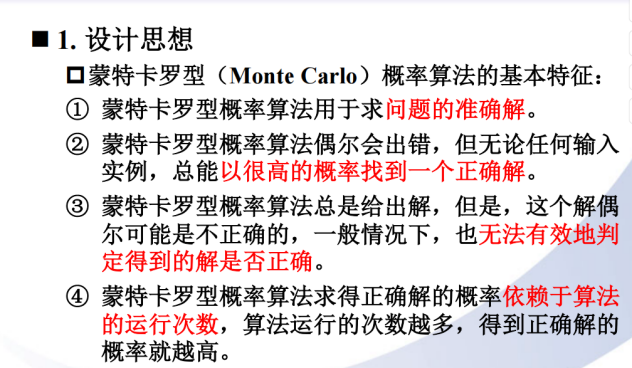 ■ 1. 设计思想
蒙特卡罗型（Monte Carlo）概率算法的基本特征：
① 蒙特卡罗型概率算法用于求问题的准确解。
② 蒙特卡罗型概率算法偶尔会出错，但无论任何输入
实例，总能以很高的概率找到一个正确解。
③ 蒙特卡罗型概率算法总是给出解，但是，这个解偶
尔可能是不正确的，一般情况下，也无法有效地判
定得到的解是否正确。
④ 蒙特卡罗型概率算法求得正确解的概率依赖于算法
的运行次数，算法运行的次数越多，得到正确解的
概率就越高。